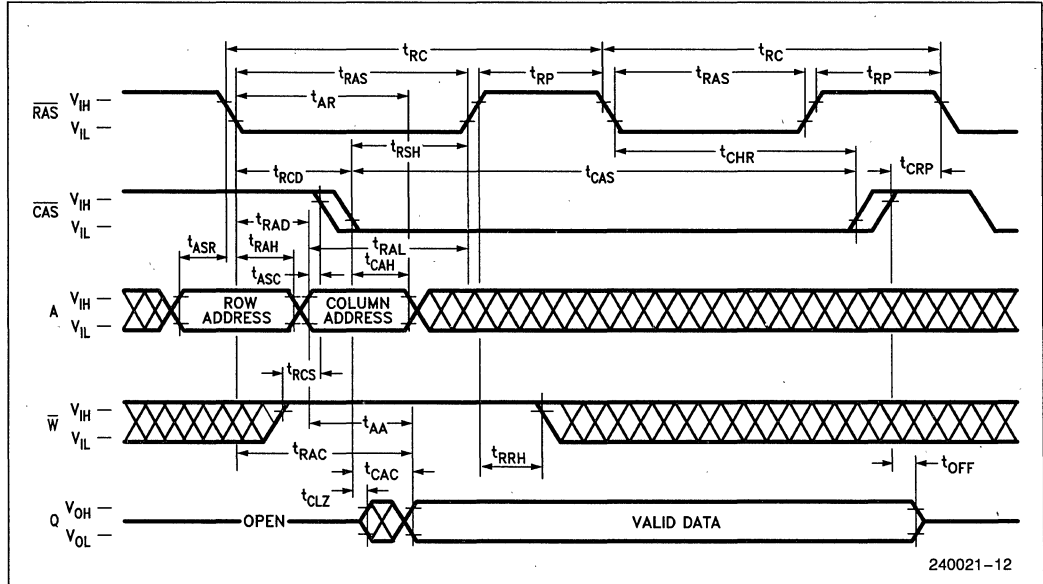 tRC tRC
tRAS tRP tRAS tRP
tAR
RAS VIH
VIL
tRSH tCHR
tRCD tCAS tCRP
CAS VIH
VIL
tRAD
tASR tRAH tRAL
tASC tCAH
A VIH
VIL
ROW ADDRESS
COLUMN ADDRESS
tRCS
W VIH
VIL
tAA
tRAC tRRH tOFF
tCAC
tCLZ
Q VOH
VOL
OPEN VALID DATA
240021-12